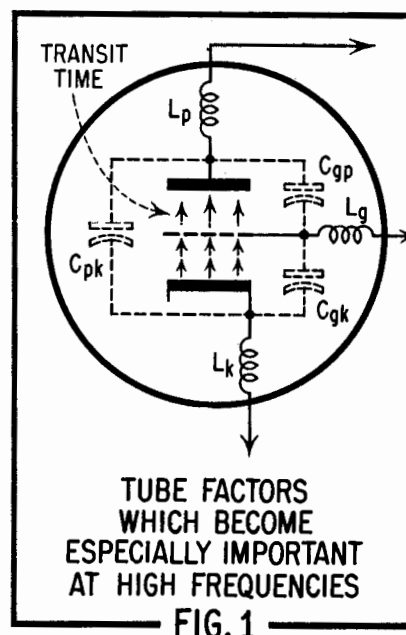 TRANSIT
TIME
Lp
Cgp
Lg
Cpk
Cgk
Lk
TUBE FACTORS
WHICH BECOME
ESPECIALLY IMPORTANT
AT HIGH FREQUENCIES
FIG. 1